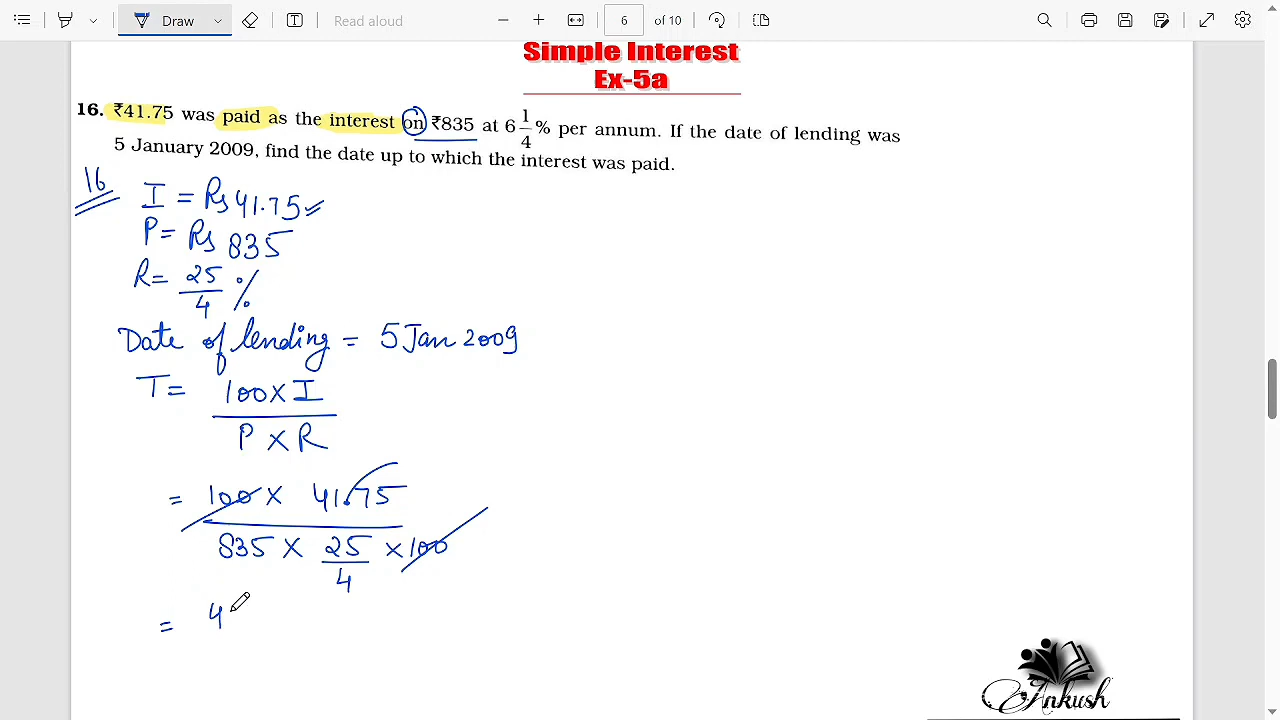 Draw
Read aloud
6 of 10
Simple Interest
Ex-5a
16. ₹41.75 was paid as the interest on ₹835 at 6 1/4 % per annum. If the date of lending was
5 January 2009, find the date up to which the interest was paid.
16 I = Rs 41.75
P = Rs 835
R = 25/4 %
Date of lending = 5 Jan 2009
T = 100 × I
P × R
= 100 × 41.75
835 × 25/4 × 100
= 4
Ankush